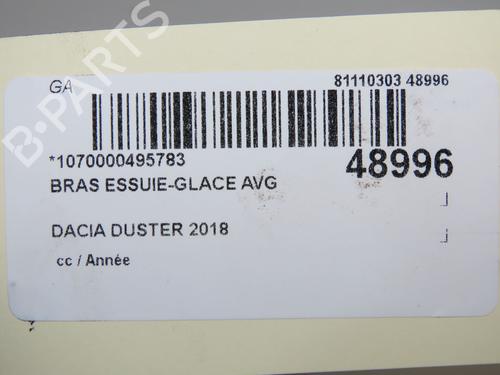 B-PARTS
GA
81110303 48996
*1070000495783
48996
BRAS ESSUIE-GLACE AVG
DACIA DUSTER 2018
cc / Année